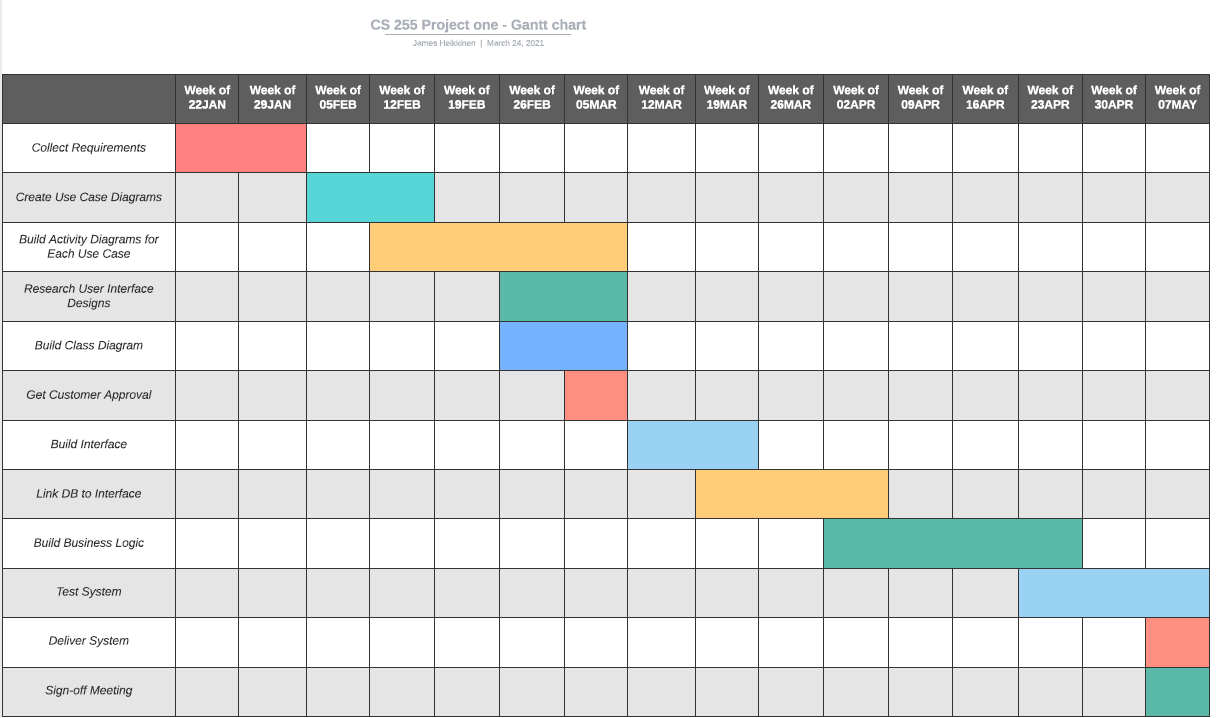 CS 255 Project one - Gantt chart
James Heikkinen | March 24, 2021
Week of Week of Week of Week of Week of Week of Week of Week of Week of Week of Week of Week of Week of Week of Week of Week of
22JAN 29JAN 05FEB 12FEB 19FEB 26FEB 05MAR 12MAR 19MAR 26MAR 02APR 09APR 16APR 23APR 30APR 07MAY
Collect Requirements
Create Use Case Diagrams
Build Activity Diagrams for
Each Use Case
Research User Interface
Designs
Build Class Diagram
Get Customer Approval
Build Interface
Link DB to Interface
Build Business Logic
Test System
Deliver System
Sign-off Meeting